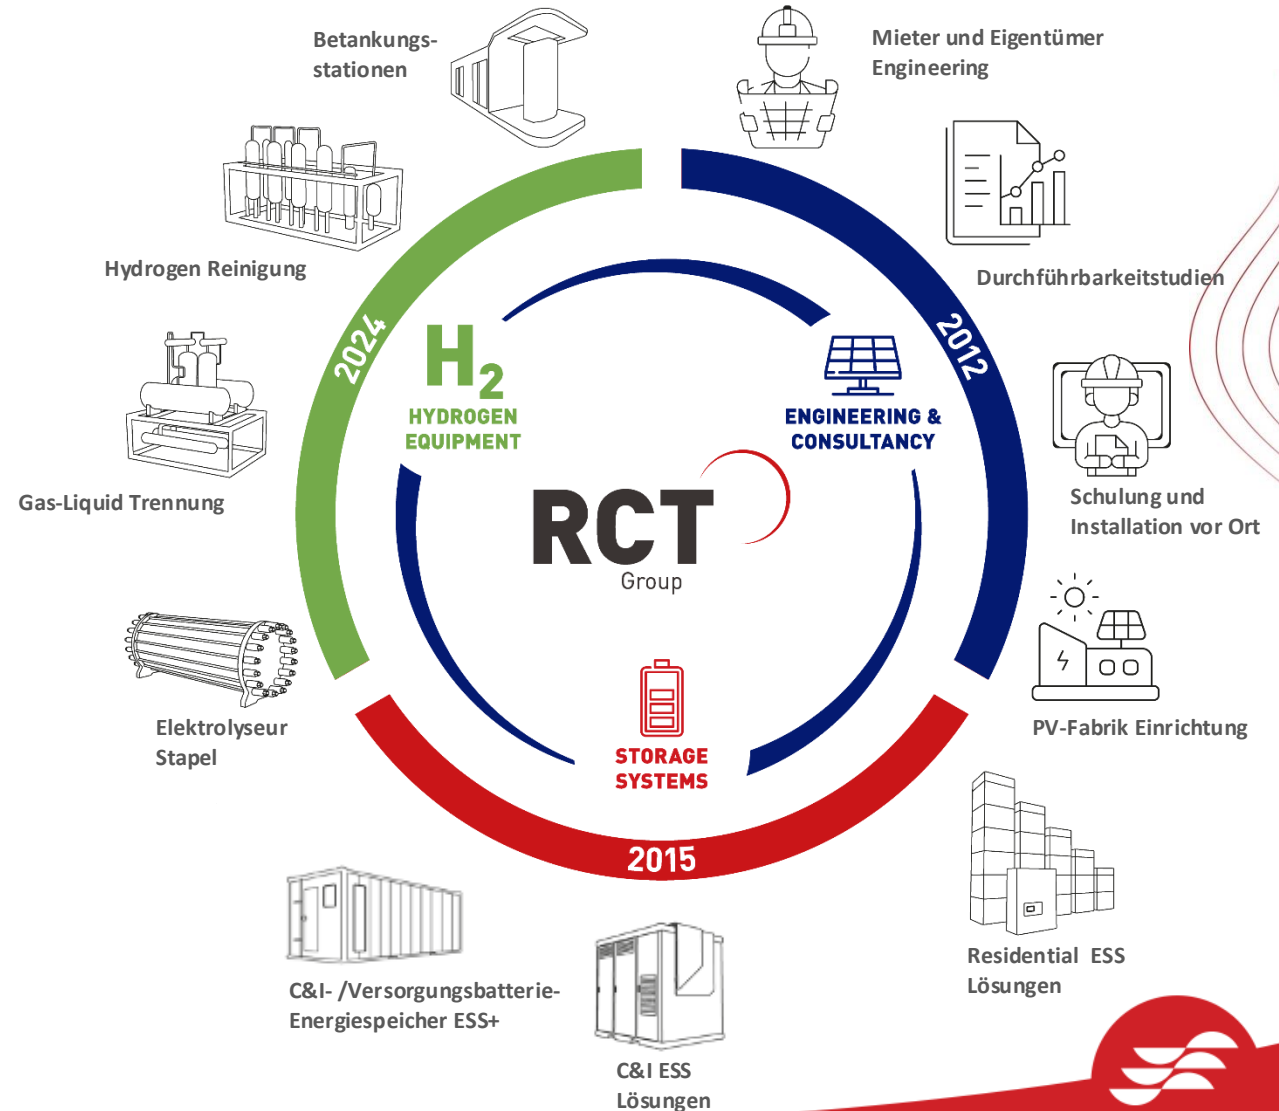 Betankungs-
stationen
Mieter und Eigentümer
Engineering
Hydrogen Reinigung
Durchführbarkeitstudien
2024
2012
H2
HYDROGEN
EQUIPMENT
ENGINEERING &
CONSULTANCY
Gas-Liquid Trennung
Schulung und
Installation vor Ort
RCT
Group
Elektrolyseur
Stapel
PV-Fabrik Einrichtung
STORAGE
SYSTEMS
2015
C&I- /Versorgungsbatterie-
Energiespeicher ESS+
C&I ESS
Lösungen
Residential ESS
Lösungen